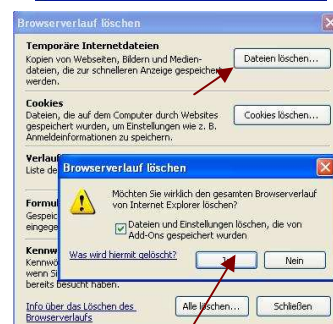 Browserverlauf löschen
Temporäre Internetdateien
Kopien von Webseiten, Bildern und Medien-
dateien, die zur schnelleren Anzeige gespeichert
werden.
Dateien löschen...
Cookies
Dateien, die auf dem Computer durch Websites
gespeichert wurden, um Einstellungen wie z. B.
Anmeldeinformationen zu speichern.
Cookies löschen...
Verlauf
Liste de
Browserverlauf löschen
Möchten Sie wirklich den gesamten Browserverlauf
von Internet Explorer löschen?
Dateien und Einstellungen löschen, die von
Add-Ons gespeichert wurden
Was wird hiermit gelöscht?
Nein
Formul
Gespeic
eingege
Kennw
Kennwö
wenn Si
bereits besucht haben.
Info über das Löschen des
Browserverlaufs
Alle löschen...
Schließen